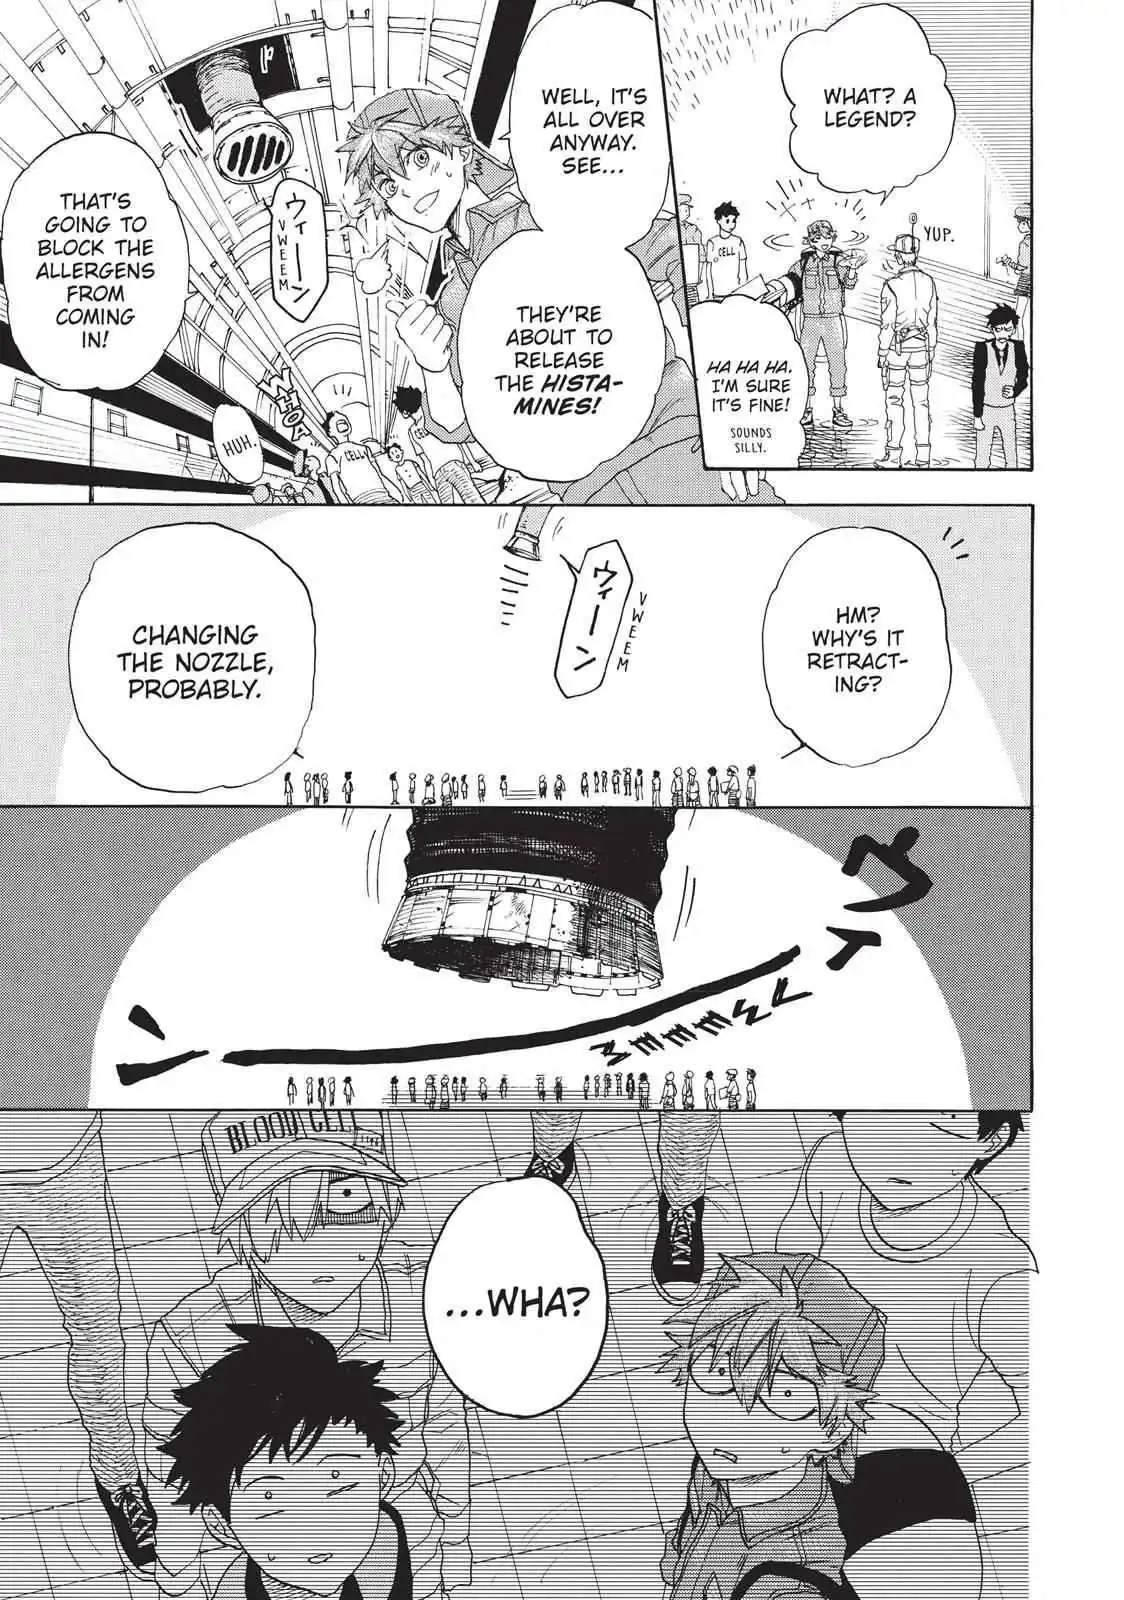 WHAT? A
LEGEND?
YUP.
CELL
HA HA HA.
I'M SURE
IT'S FINE!
SOUNDS
SILLY.
WELL, IT'S
ALL OVER
ANYWAY.
SEE...
THEY'RE
ABOUT TO
RELEASE
THE HISTA-
MINES!
ウィーン
VWEEM
THAT'S
GOING TO
BLOCK THE
ALLERGENS
FROM
COMING
IN!
WHOA
HUH.
CELL
CELL
HM?
WHY'S IT
RETRACT-
ING?
ウィーン
VWEEM
CHANGING
THE NOZZLE,
PROBABLY.
ウィーン
BLOOD CELL
...WHA?